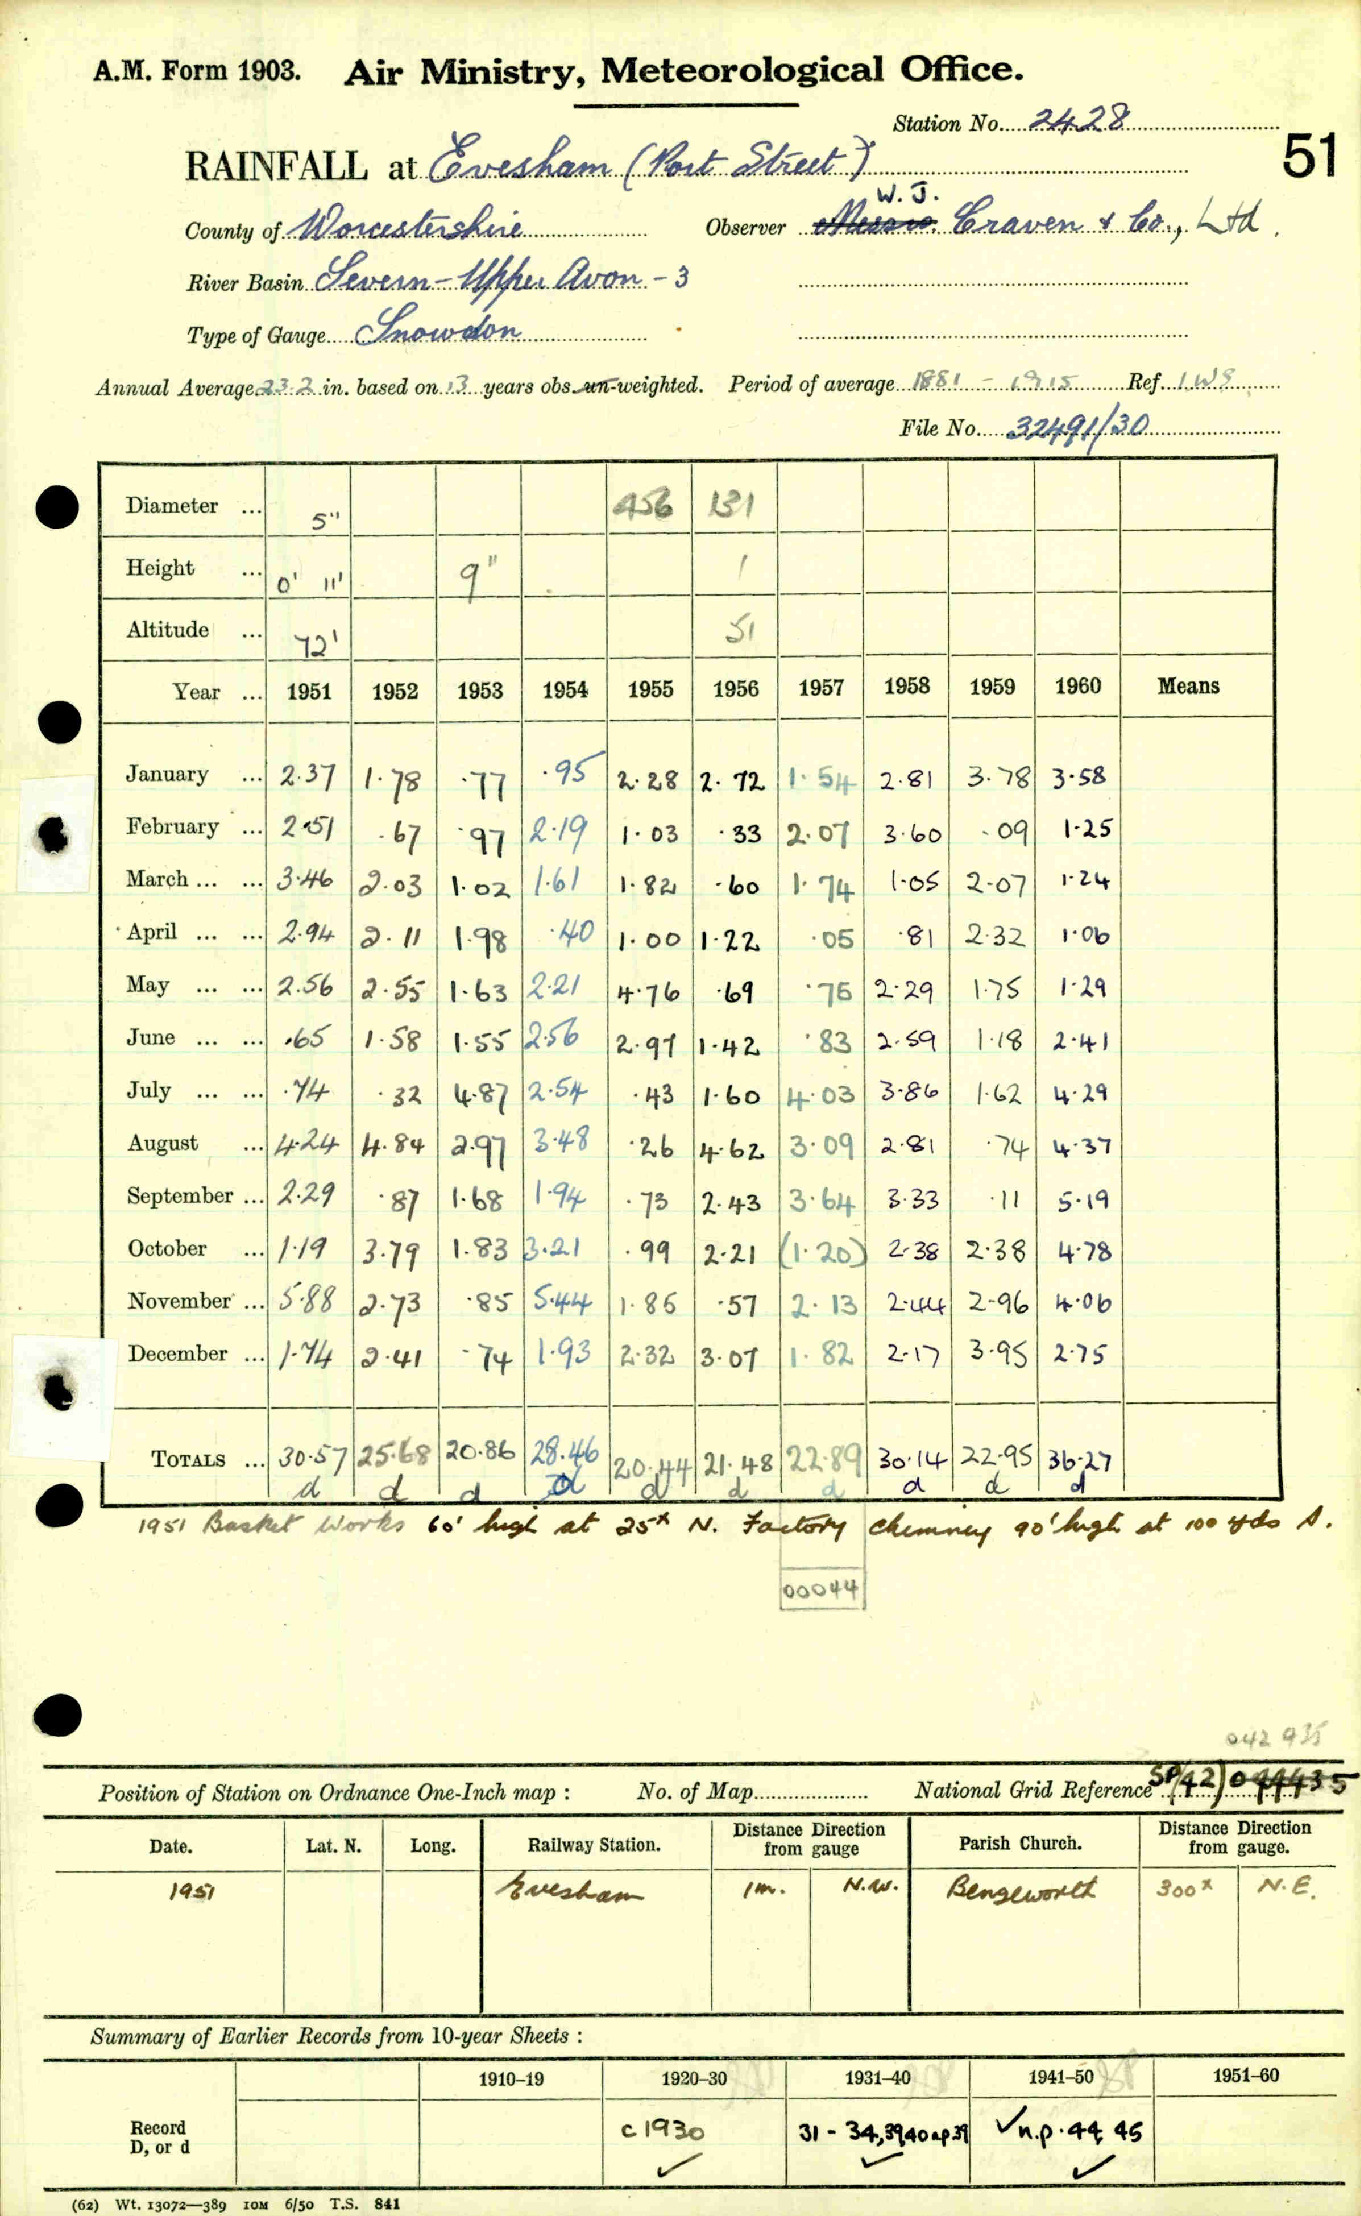 A.M. Form 1903. Air Ministry, Meteorological Office.
Station No. 2428
51
RAINFALL at Evesham (Port Street)
W. J.
County of Worcestershire Observer Messrs. Craven & Co., Ltd.
River Basin Severn - Upper Avon - 3
Type of Gauge Snowdon
Annual Average 23.2 in. based on 13 years obs. un-weighted. Period of average 1881 - 1915 Ref.
File No. 32491/30
Diameter ... 5" 456 131
Height ... 0' 11" 9" 1
Altitude ... 72' 51
Year ... 1951 1952 1953 1954 1955 1956 1957 1958 1959 1960 Means
January ... 2.37 1.78 .77 .95 2.28 2.72 1.54 2.81 3.78 3.58
February ... 2.51 .67 .97 2.19 1.03 .33 2.07 3.60 .09 1.25
March ... ... 3.46 2.03 1.02 1.61 1.82 .60 1.74 1.05 2.07 1.24
April ... ... 2.94 2.11 1.98 .40 1.00 1.22 .05 .81 2.32 1.06
May ... ... 2.56 2.55 1.63 2.21 4.76 .69 .75 2.29 1.75 1.29
June ... ... .65 1.58 1.55 2.56 2.97 1.42 .83 2.59 1.18 2.41
July ... ... .74 .32 4.87 2.54 .43 1.60 4.03 3.86 1.62 4.29
August ... 4.24 4.84 2.97 3.48 .26 4.62 3.09 2.81 .74 4.37
September ... 2.29 .87 1.68 1.94 .73 2.43 3.64 3.33 .11 5.19
October ... 1.19 3.79 1.83 3.21 .99 2.21 (1.20) 2.38 2.38 4.78
November ... 5.88 2.73 .85 5.44 1.85 .57 2.13 2.44 2.96 4.06
December ... 1.74 2.41 .74 1.93 2.32 3.07 1.82 2.17 3.95 2.75
TOTALS ... 30.57 25.68 20.86 28.46 20.44 21.48 22.89 30.14 22.95 36.27
d d d d d d d d d d
1951 Basket Works 60' high at 25x N. Factory chimney 90' high at 100 yds S.
00044
042 935
Position of Station on Ordnance One-Inch map : No. of Map National Grid Reference SP(42)
Date. Lat. N. Long. Railway Station. Distance Direction from gauge Parish Church. Distance Direction from gauge.
1951 Evesham 1m. N.W. Bengeworth 300x N.E.
Summary of Earlier Records from 10-year Sheets :
1910–19 1920–30 1931–40 1941–50 1951–60
Record
D, or d
c1930 31 - 34, 39, 40 n.p 39 ✓ n.p. 44, 45
✓ ✓ ✓
(62) Wt. 13072—389 10M 6/50 T.S. 841